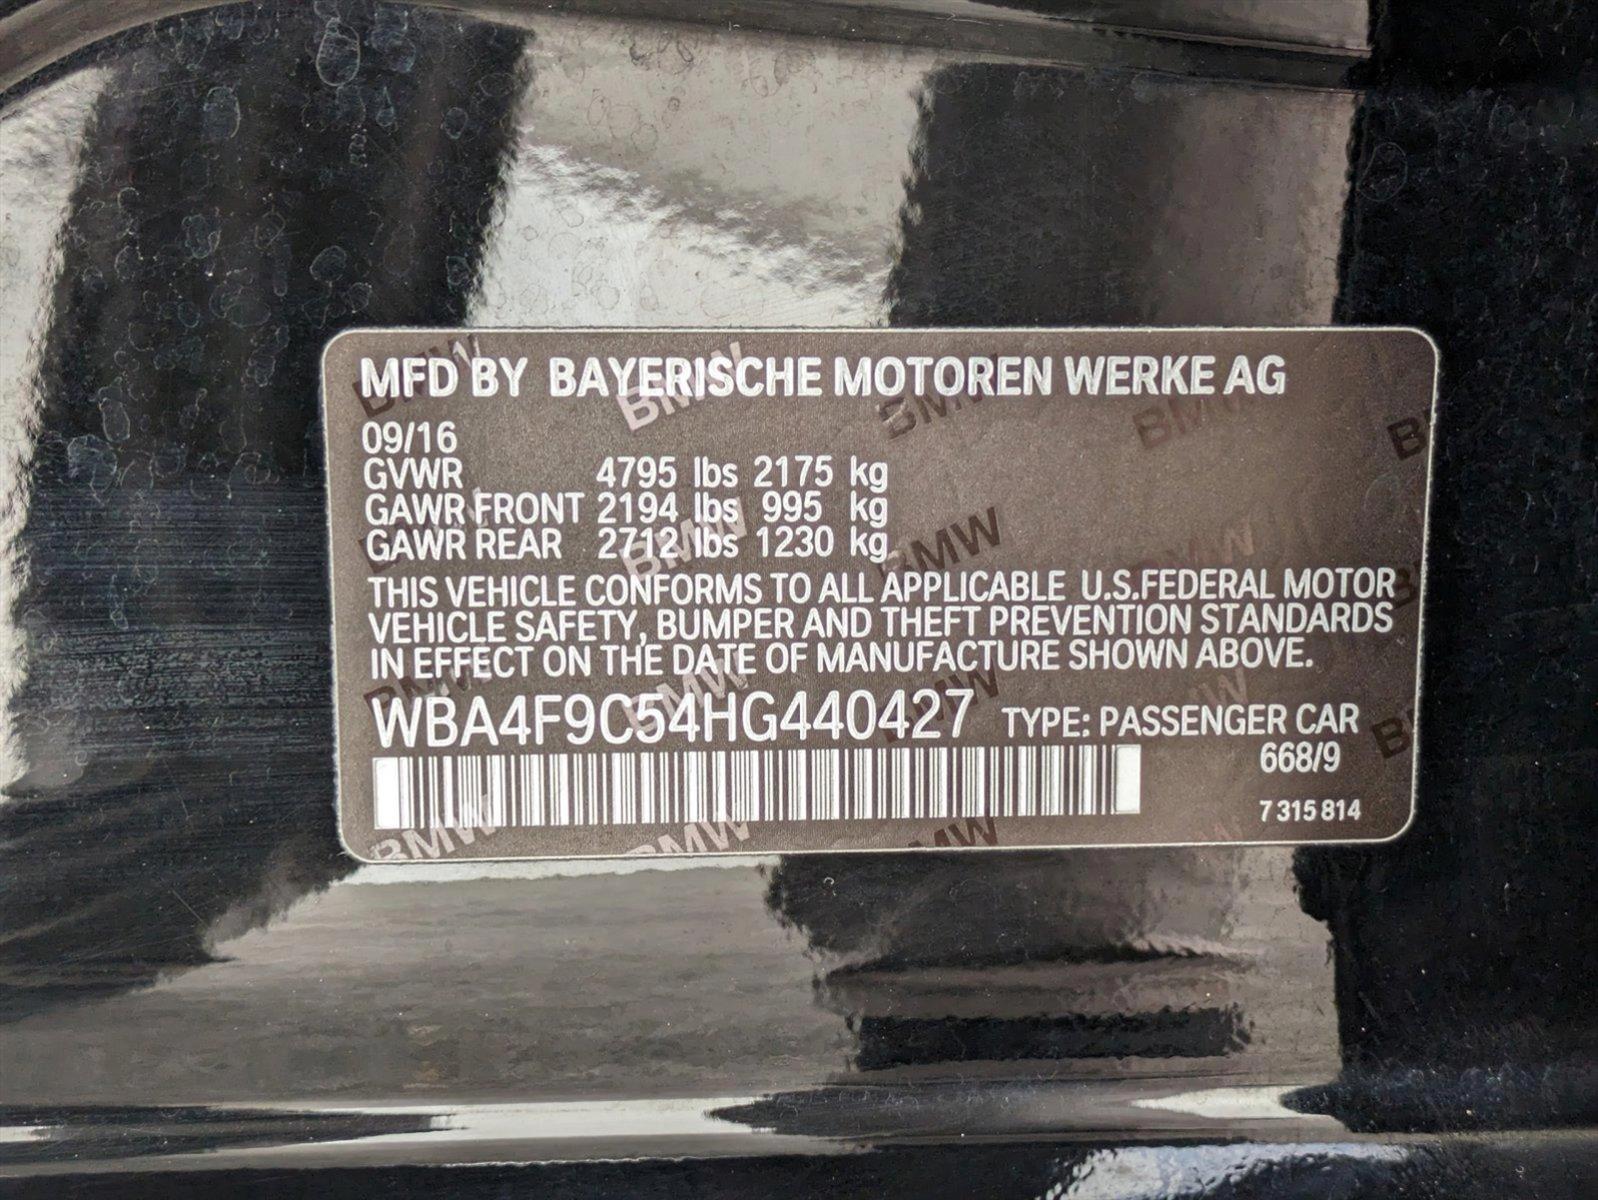 MFD BY BAYERISCHE MOTOREN WERKE AG
09/16
GVWR 4795 lbs 2175 kg
GAWR FRONT 2194 lbs 995 kg
GAWR REAR 2712 lbs 1230 kg
THIS VEHICLE CONFORMS TO ALL APPLICABLE U.S.FEDERAL MOTOR
VEHICLE SAFETY, BUMPER AND THEFT PREVENTION STANDARDS
IN EFFECT ON THE DATE OF MANUFACTURE SHOWN ABOVE.
WBA4F9C54HG440427 TYPE: PASSENGER CAR
668/9
7 315 814